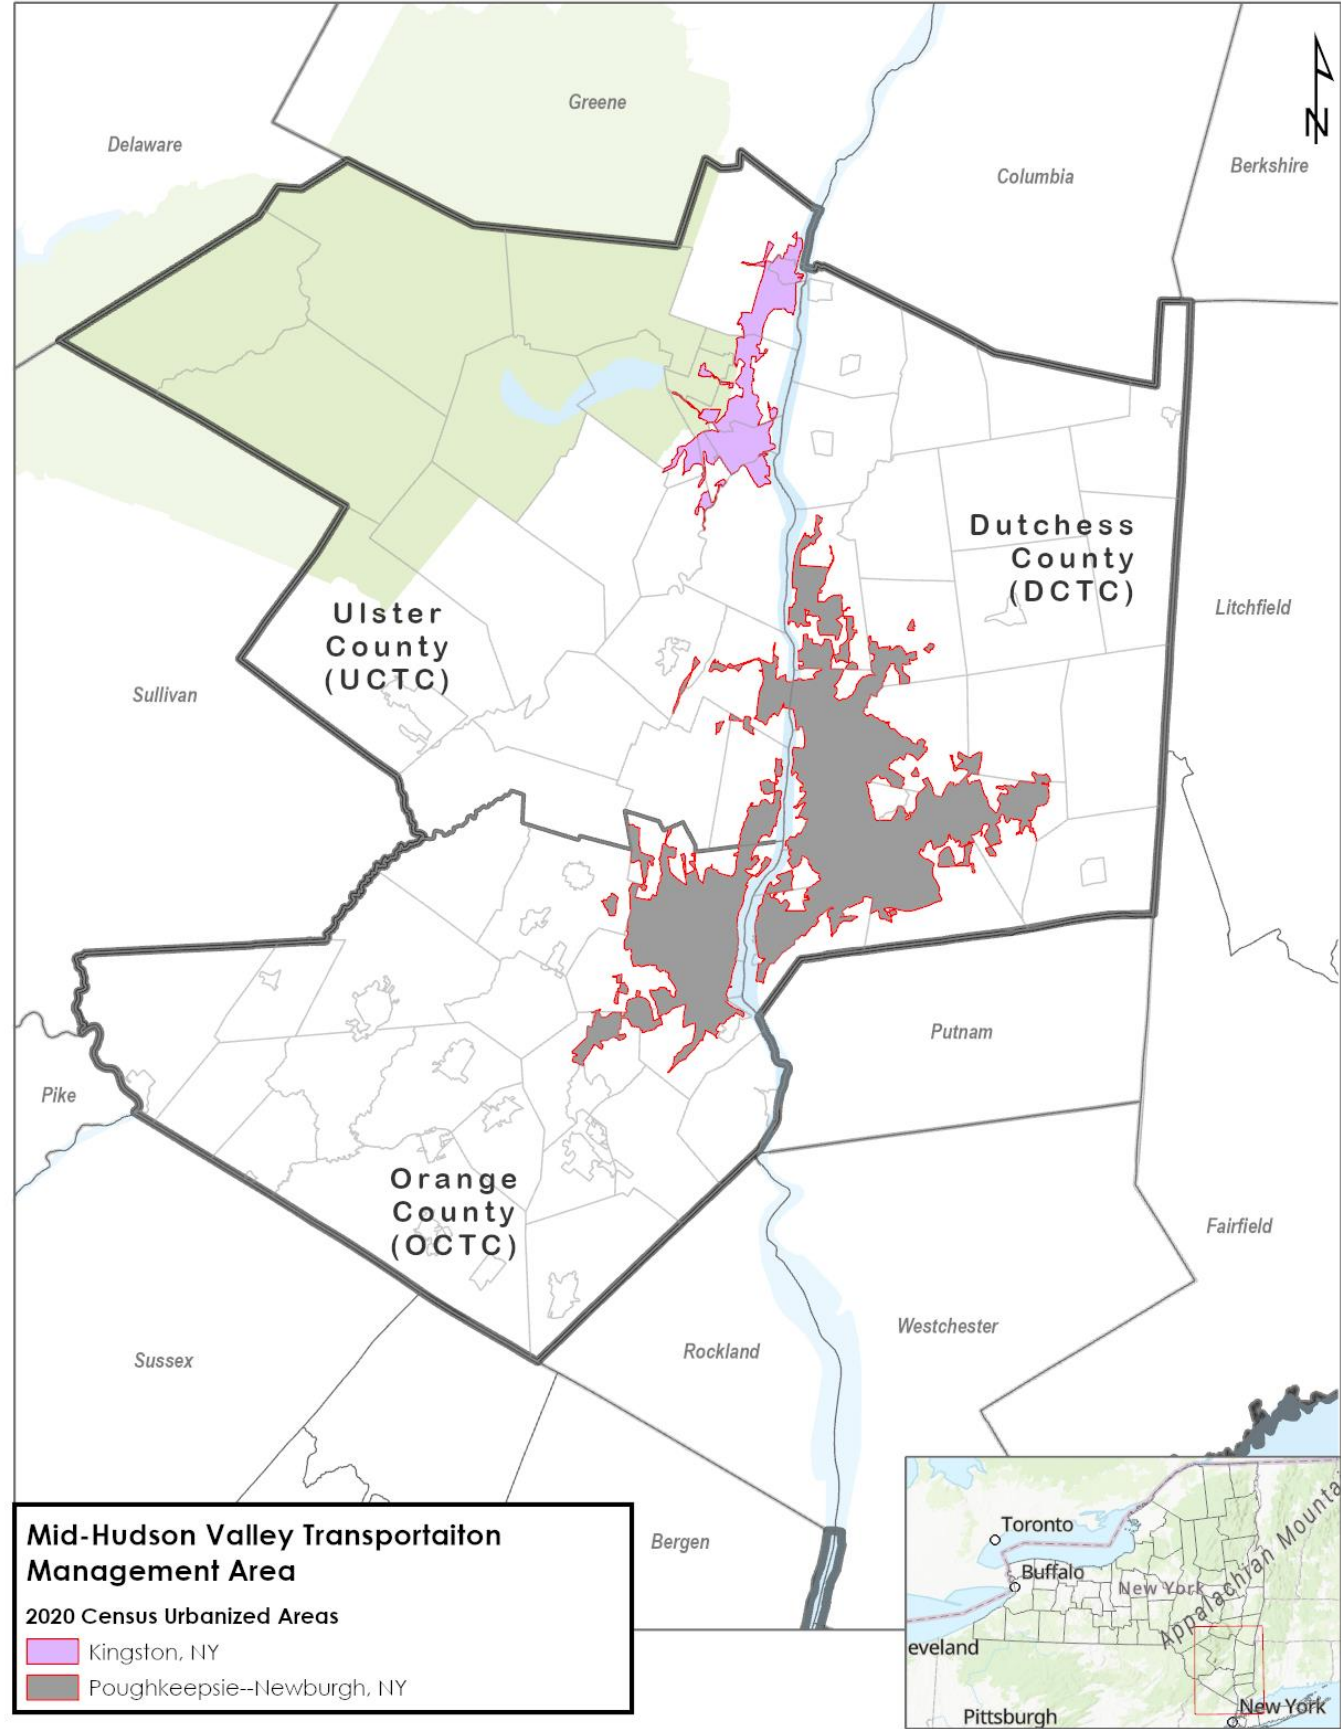 Greene
Delaware
Columbia
Berkshire
N
Dutchess
County
(DCTC)
Ulster
County
(UCTC)
Litchfield
Sullivan
Putnam
Pike
Orange
County
(OCTC)
Fairfield
Westchester
Rockland
Sussex
Bergen
Mid-Hudson Valley Transportaiton
Management Area
2020 Census Urbanized Areas
Kingston, NY
Poughkeepsie--Newburgh, NY
Toronto
Buffalo
New York
Appalachian Mounta
eveland
Pittsburgh
New York